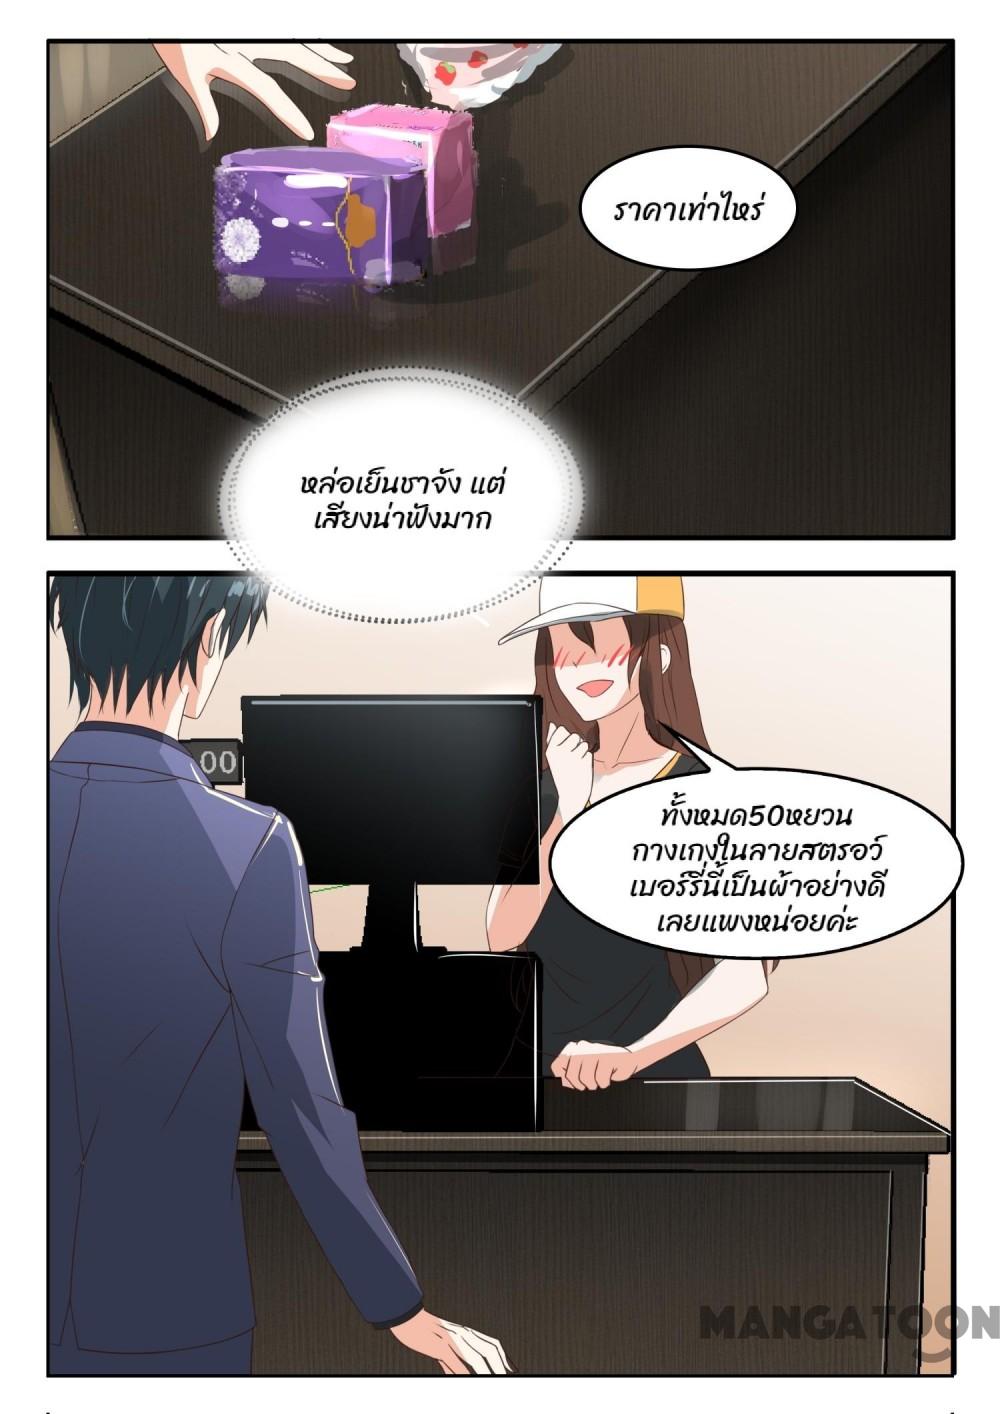 ราคาเท่าไหร่
หล่อเย็นชาจัง แต่
เสียงน่าฟังมาก
00
ทั้งหมด50หยวน
กางเกงในลายสตรอว์
เบอร์รี่นี้เป็นผ้าอย่างดี
เลยแพงหน่อยค่ะ
MANGATOON